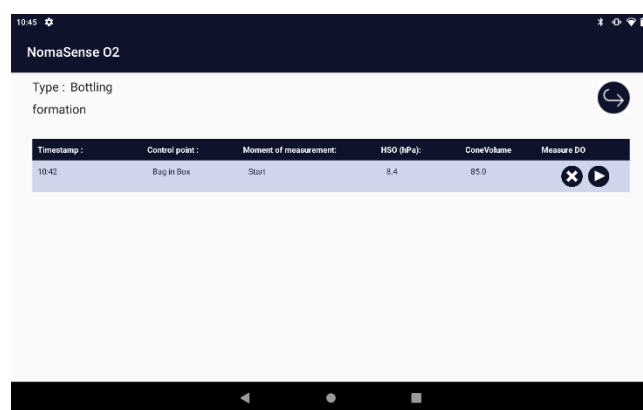 10:45
NomaSense O2
Type : Bottling
formation
Timestamp : Control point : Moment of measurement: HSO (hPa): ConeVolume Measure DO
10:42 Bag in Box Start 8.4 85.0